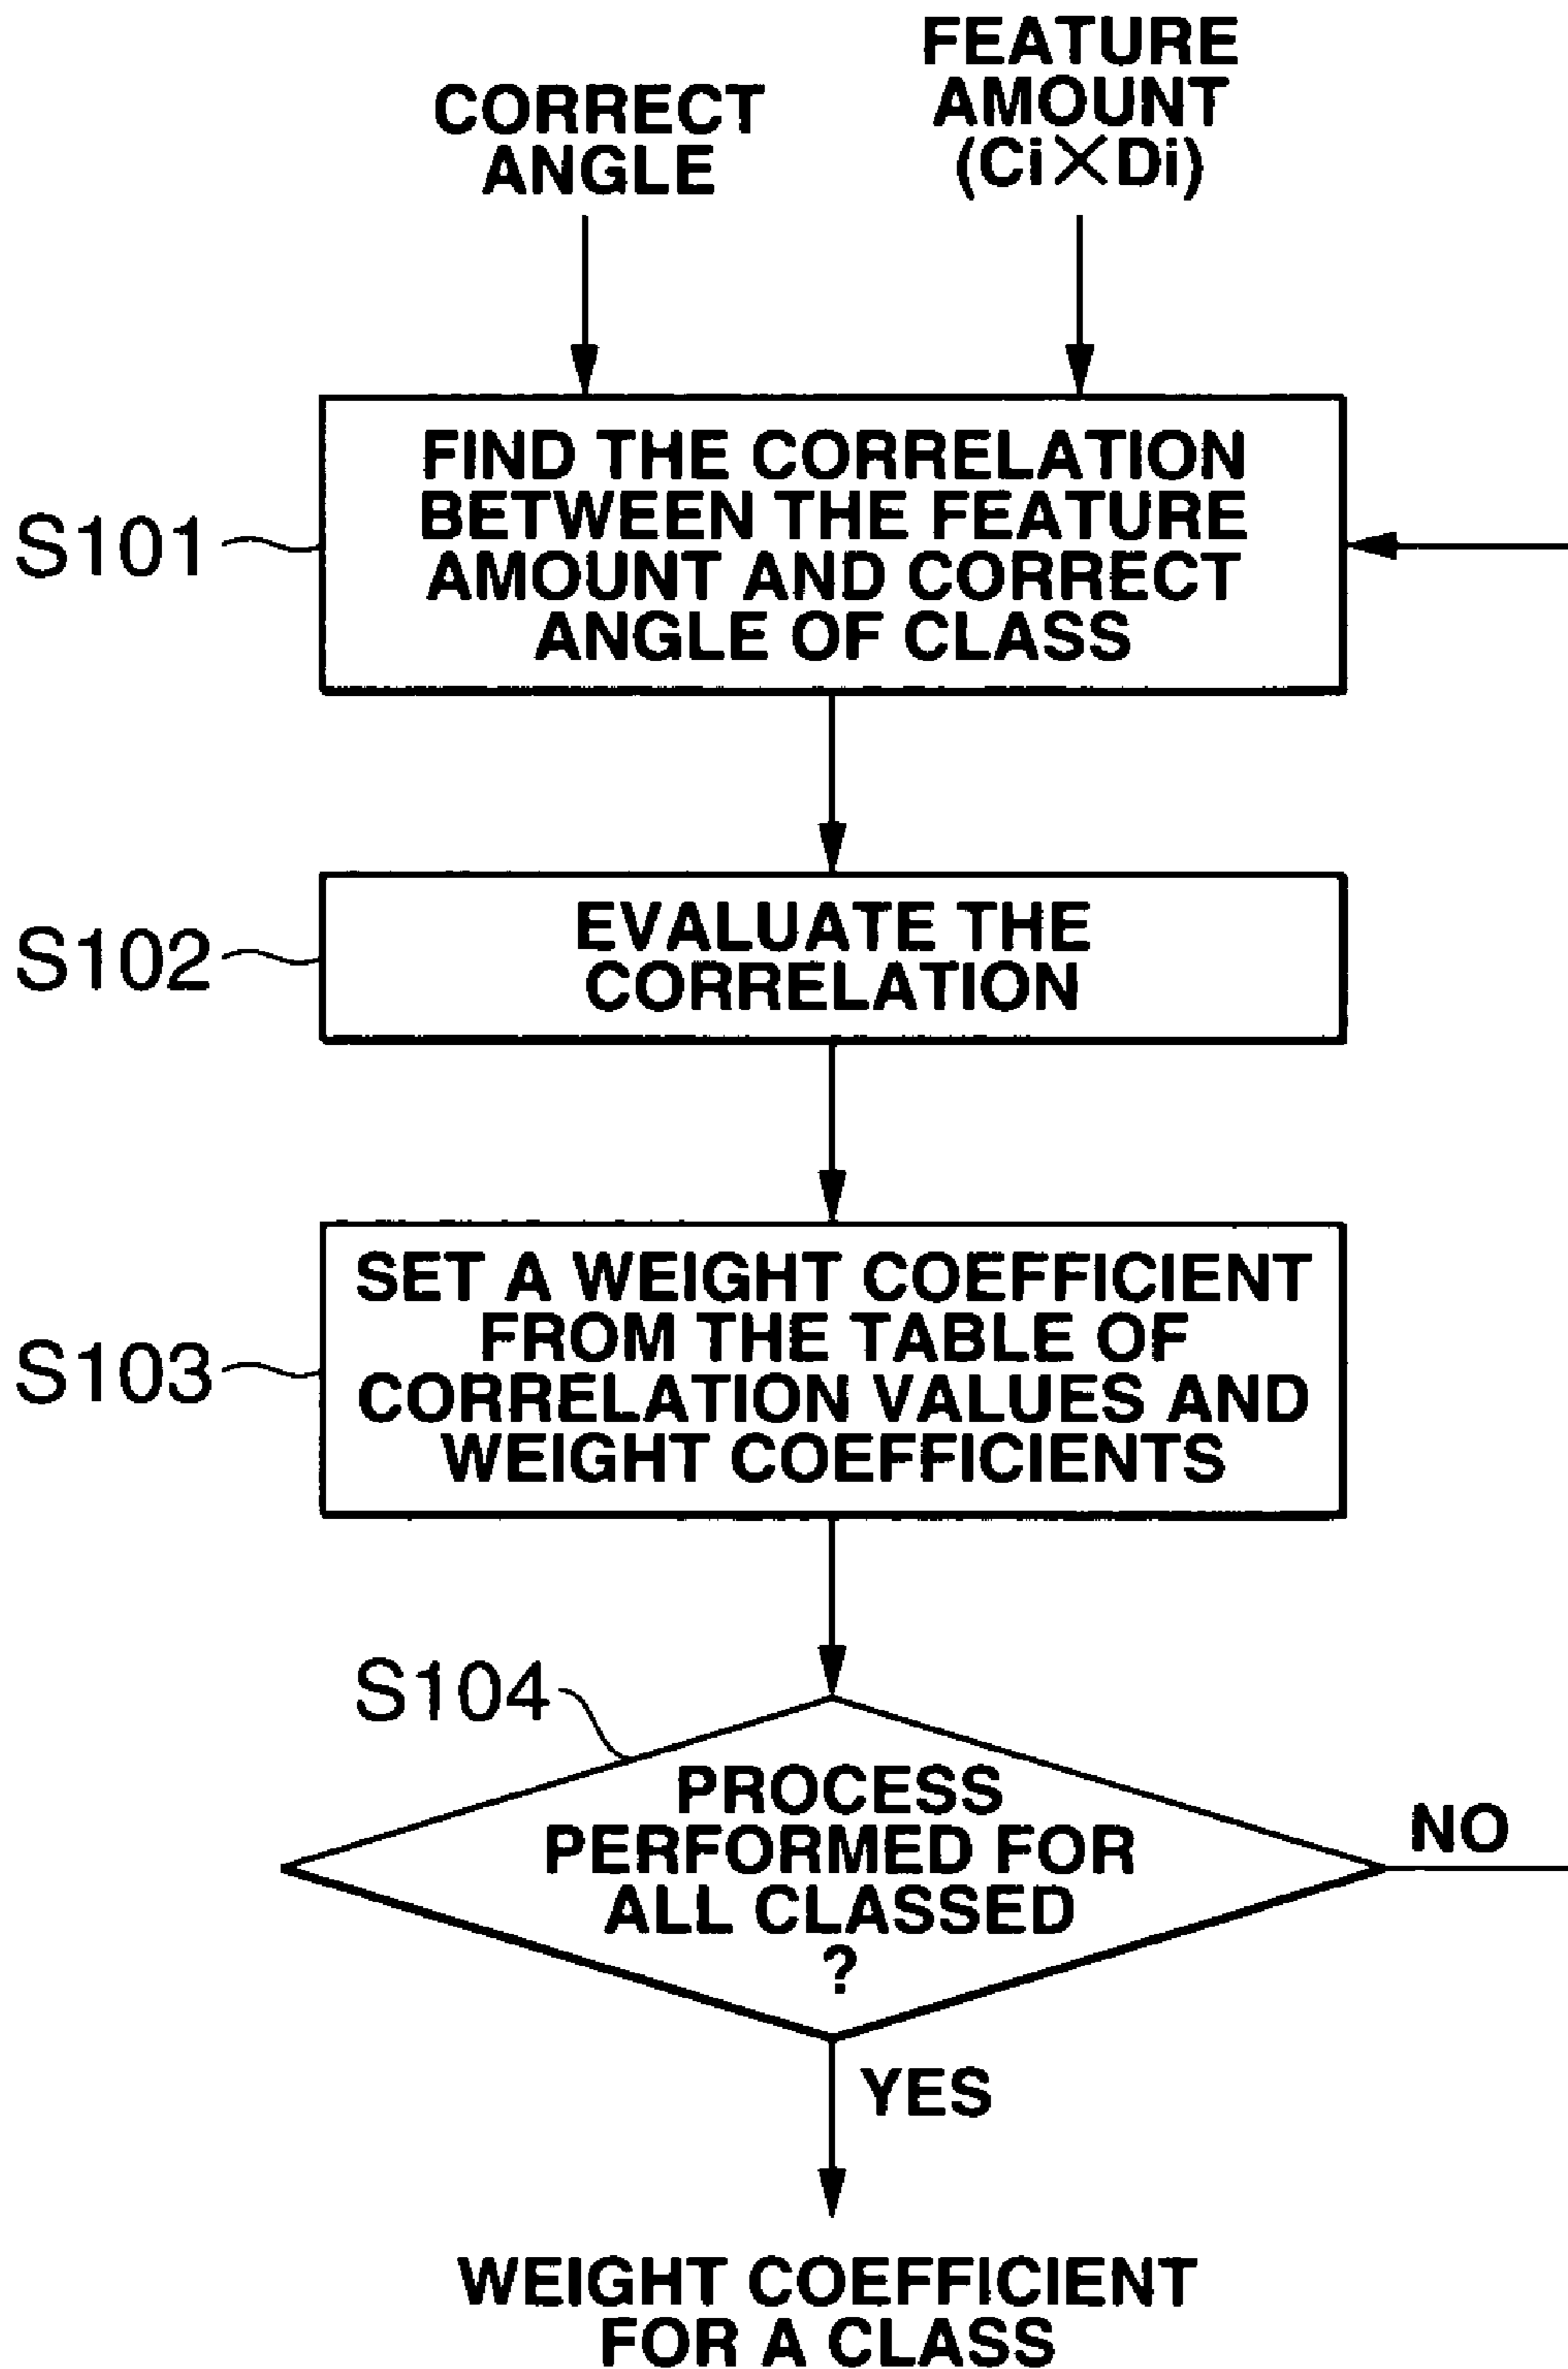 CORRECT
ANGLE
FEATURE
AMOUNT
(Ci×Di)
S101
FIND THE CORRELATION
BETWEEN THE FEATURE
AMOUNT AND CORRECT
ANGLE OF CLASS
S102
EVALUATE THE
CORRELATION
S103
SET A WEIGHT COEFFICIENT
FROM THE TABLE OF
CORRELATION VALUES AND
WEIGHT COEFFICIENTS
S104
PROCESS
PERFORMED FOR
ALL CLASSED
?
NO
YES
WEIGHT COEFFICIENT
FOR A CLASS